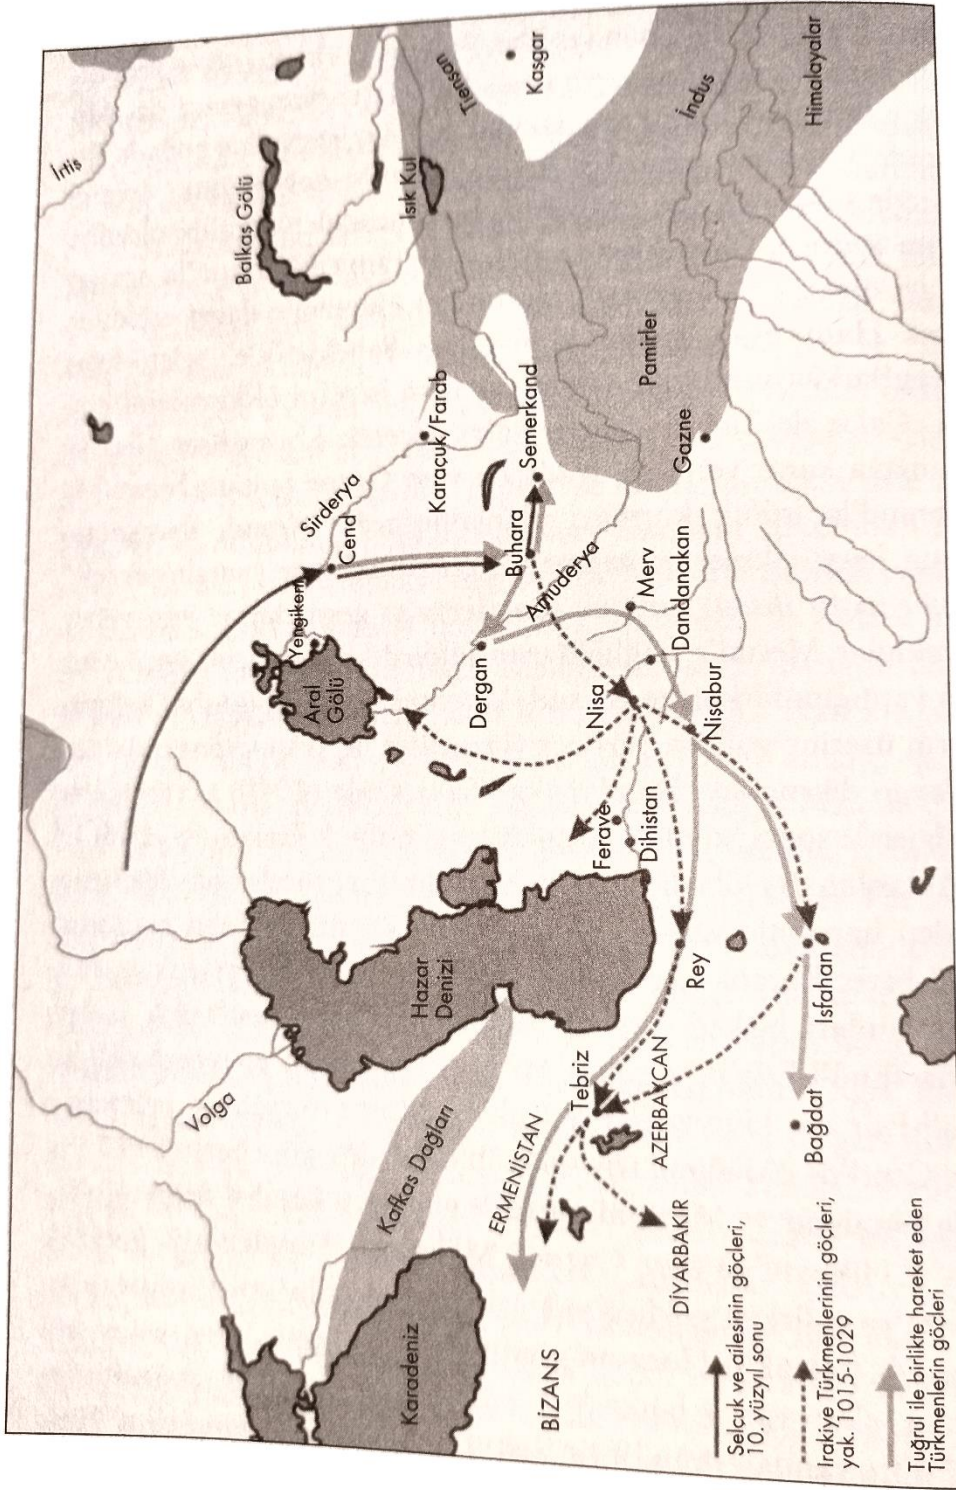 İrtiş
Balkaş Gölü
Isık Kul
Tienşan
Kaşgar
İndus
Himalayalar
Pamirler
Gazne
Karaçuk/Farab
Sirderya
Cend
Yengikent
Aral
Gölü
Semerkand
Buhara
Amuderya
Dergan
Merv
Dandanakan
Nisa
Nişabur
Ferave
Dihistan
Hazar
Denizi
Rey
Isfahan
Volga
Kafkas Dağları
Tebriz
AZERBAYCAN
ERMENİSTAN
Bağdat
DİYARBAKIR
Karadeniz
BİZANS
Selçuk ve ailesinin göçleri,
10. yüzyıl sonu
Irakiye Türkmenlerinin göçleri,
yak. 1015-1029
Tuğrul ile birlikte hareket eden
Türkmenlerin göçleri